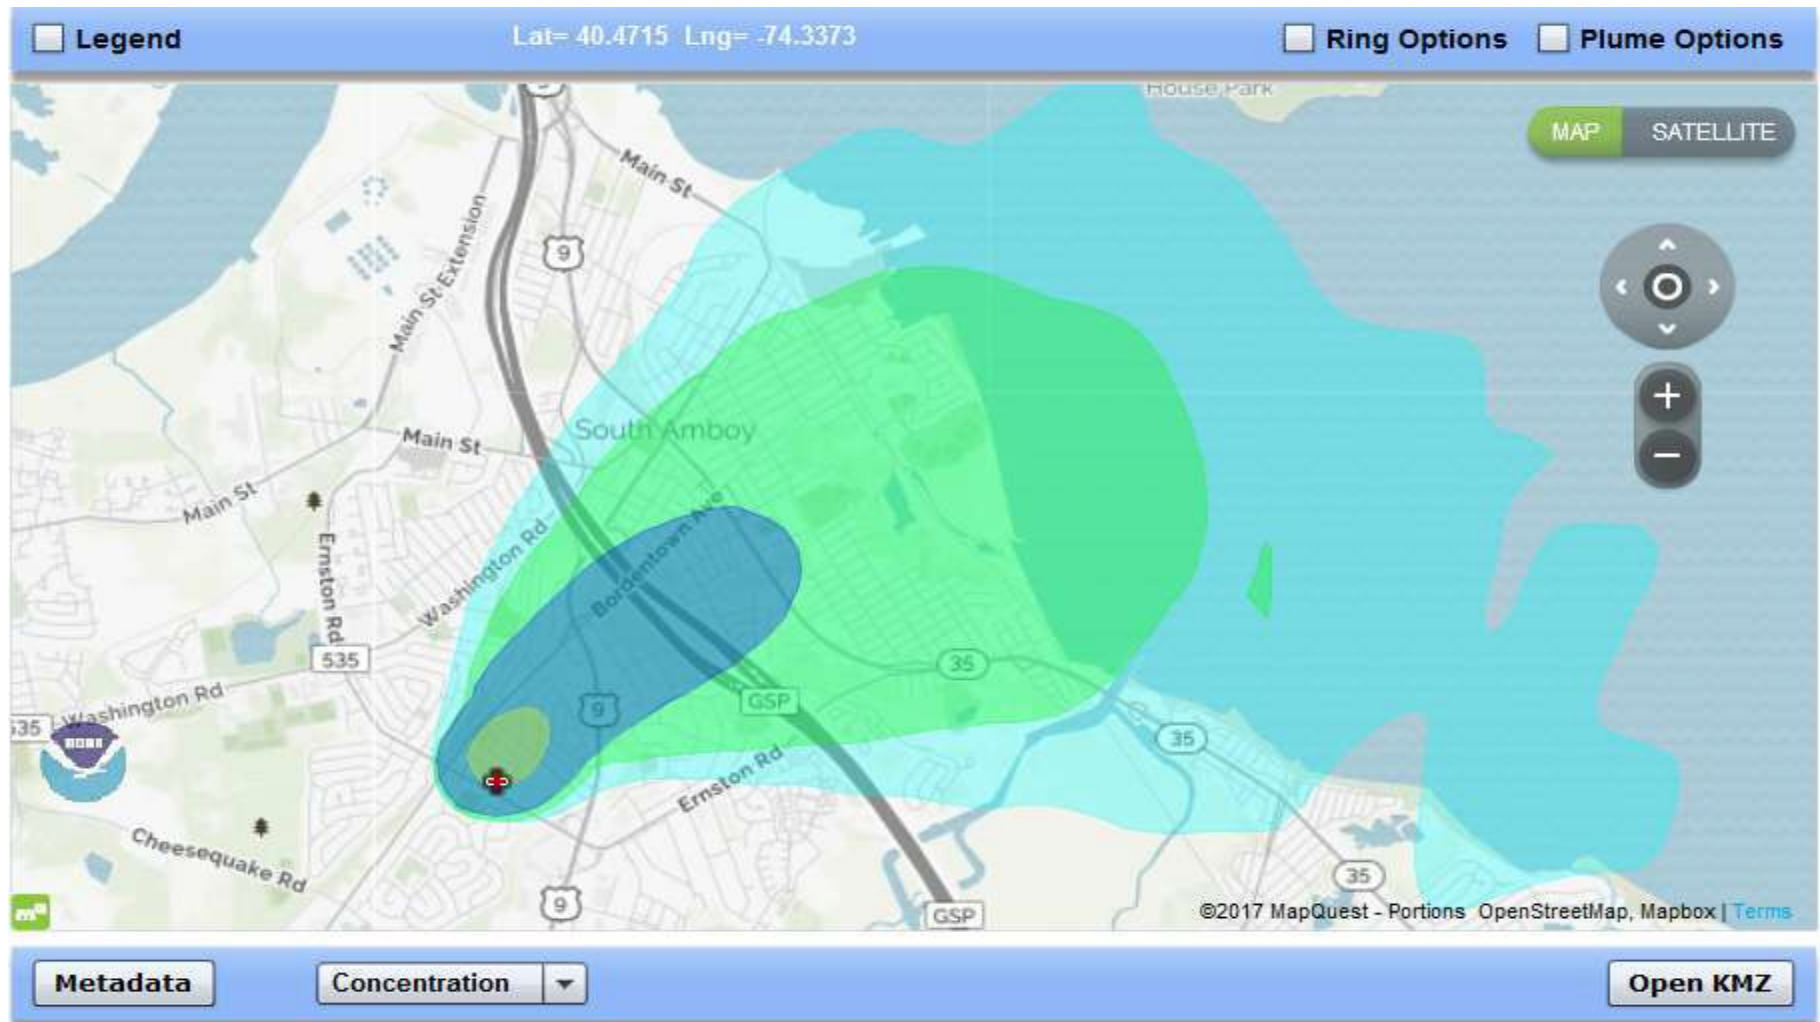 Legend
Lat= 40.4715 Lng= -74.3373
Ring Options
Plume Options
House Park
MAP
SATELLITE
Main St
9
Main St Extension
South Amboy
Main St
Main St
Bordentown Ave
Washington Rd
Ernston Rd
535
35
Washington Rd
535
9
GSP
35
NOAA
Ernston Rd
Cheesequake Rd
35
9
GSP
mq
©2017 MapQuest - Portions OpenStreetMap, Mapbox | Terms
Metadata
Concentration
Open KMZ